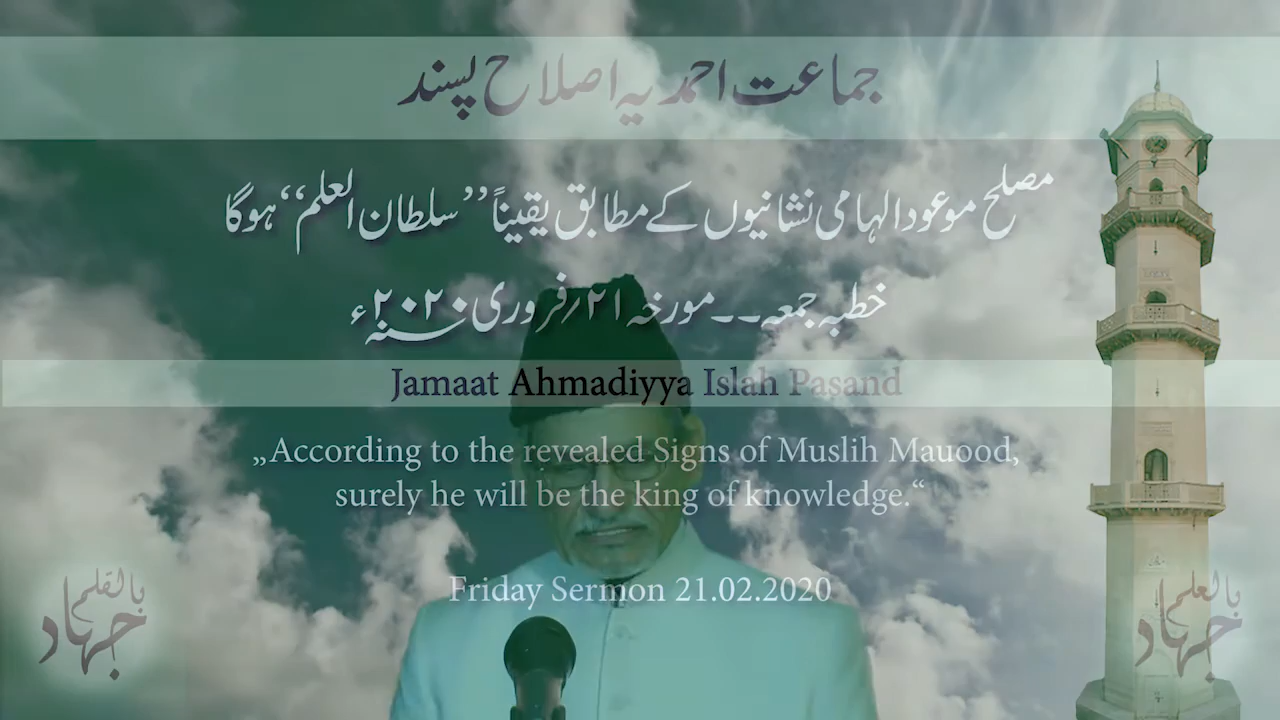 جماعت احمدیہ اصلاح پسند
مصلح موعود الہامی نشانیوں کے مطابق یقیناً ’’سلطان العلم‘‘ ہوگا
خطبہ جمعہ ۔۔ مورخہ ۲۱؍ فروری ۲۰۲۰؁ء
Jamaat Ahmadiyya Islah Pasand
„According to the revealed Signs of Muslih Mauood,
surely he will be the king of knowledge.“
Friday Sermon 21.02.2020
بالقلم
جہاد
بالعلم
جہاد